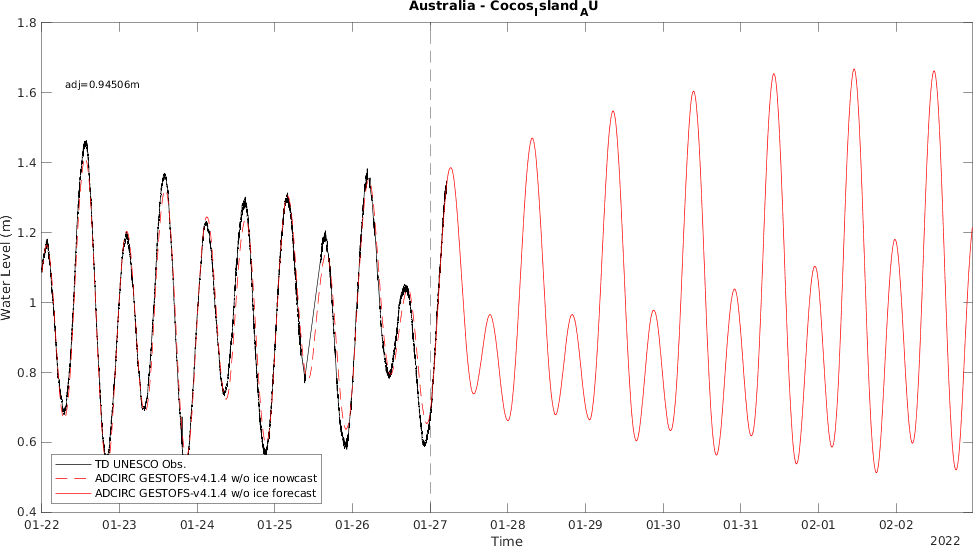 Australia - CocosIslandAU
1.8
1.6
1.4
1.2
1
0.8
0.6
0.4
Water Level (m)
adj=0.94506m
TD UNESCO Obs.
ADCIRC GESTOFS-v4.1.4 w/o ice nowcast
ADCIRC GESTOFS-v4.1.4 w/o ice forecast
01-22 01-23 01-24 01-25 01-26 01-27 01-28 01-29 01-30 01-31 02-01 02-02
Time
2022